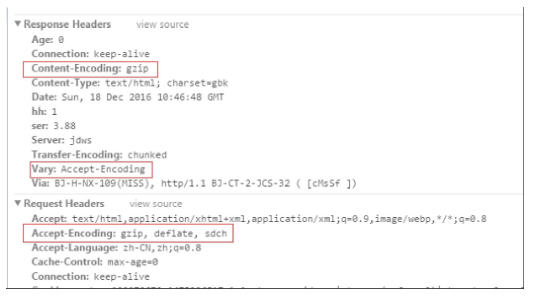 ▼ Response Headers view source
Age: 0
Connection: keep-alive
Content-Encoding: gzip
Content-Type: text/html; charset=gbk
Date: Sun, 18 Dec 2016 10:46:48 GMT
hh: 1
ser: 3.88
Server: jdws
Transfer-Encoding: chunked
Vary: Accept-Encoding
Via: BJ-H-NX-109(MISS), http/1.1 BJ-CT-2-JCS-32 ( [cMsSf ])
▼ Request Headers view source
Accept: text/html,application/xhtml+xml,application/xml;q=0.9,image/webp,*/*;q=0.8
Accept-Encoding: gzip, deflate, sdch
Accept-Language: zh-CN,zh;q=0.8
Cache-Control: max-age=0
Connection: keep-alive